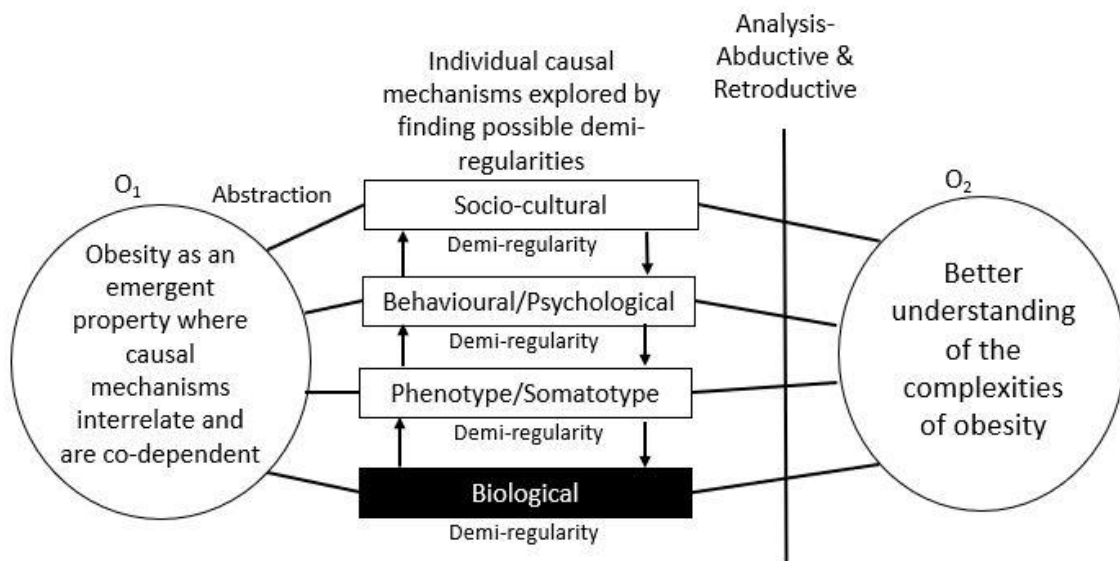 Analysis-
Abductive &
Retroductive
Individual causal
mechanisms explored by
finding possible demi-
regularities
O₁
Abstraction
O₂
Socio-cultural
Demi-regularity
Obesity as an
emergent
property where
causal
mechanisms
interrelate and
are co-dependent
Behavioural/Psychological
Demi-regularity
Phenotype/Somatotype
Demi-regularity
Biological
Demi-regularity
Better
understanding
of the
complexities
of obesity